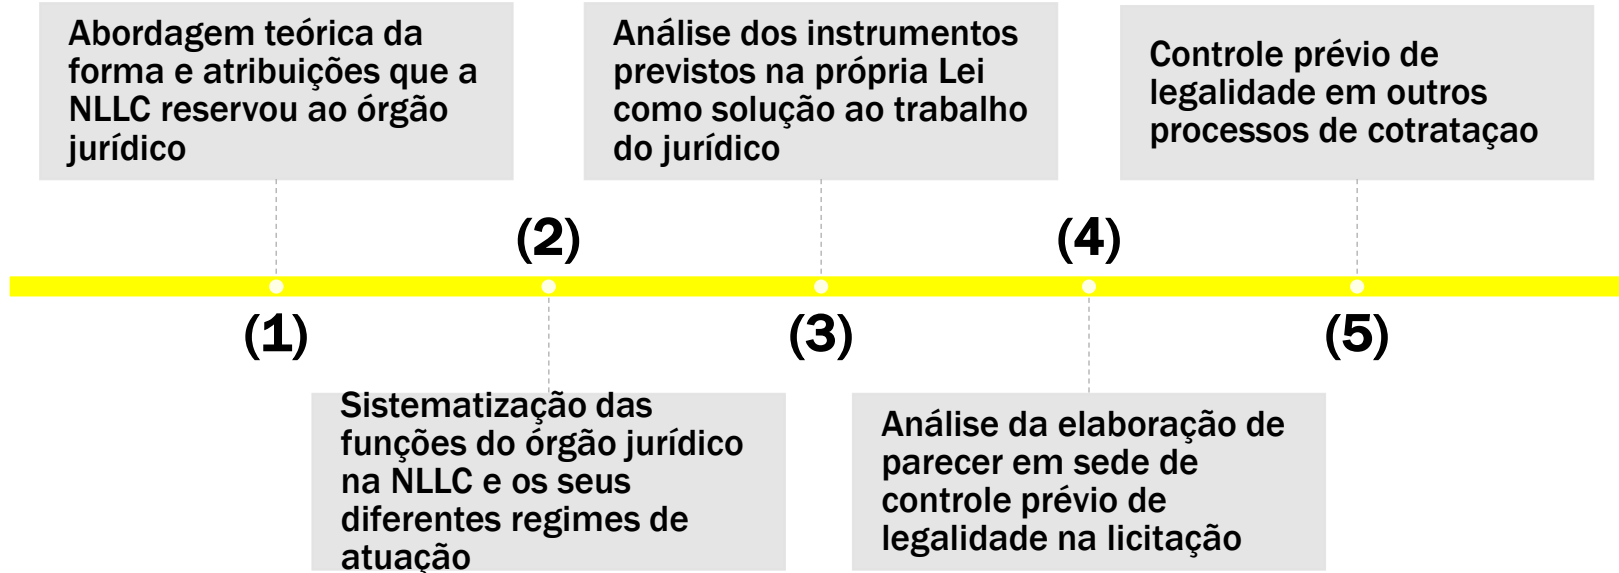 Abordagem teórica da
forma e atribuições que a
NLLC reservou ao órgão
jurídico
(1)
(2)
Sistematização das
funções do órgão jurídico
na NLLC e os seus
diferentes regimes de
atuação
Análise dos instrumentos
previstos na própria Lei
como solução ao trabalho
do jurídico
(3)
(4)
Análise da elaboração de
parecer em sede de
controle prévio de
legalidade na licitação
Controle prévio de
legalidade em outros
processos de cotrataçao
(5)